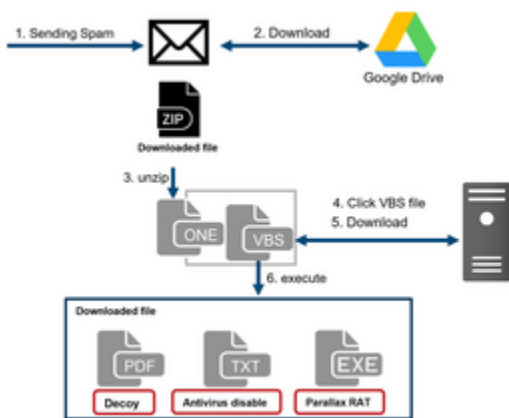 1. Sending Spam
2. Download
Google Drive
ZIP
Downloaded file
3. unzip
4. Click VBS file
5. Download
ONE
VBS
6. execute
Downloaded file
PDF
TXT
EXE
Decoy
Antivirus disable
Parallax RAT